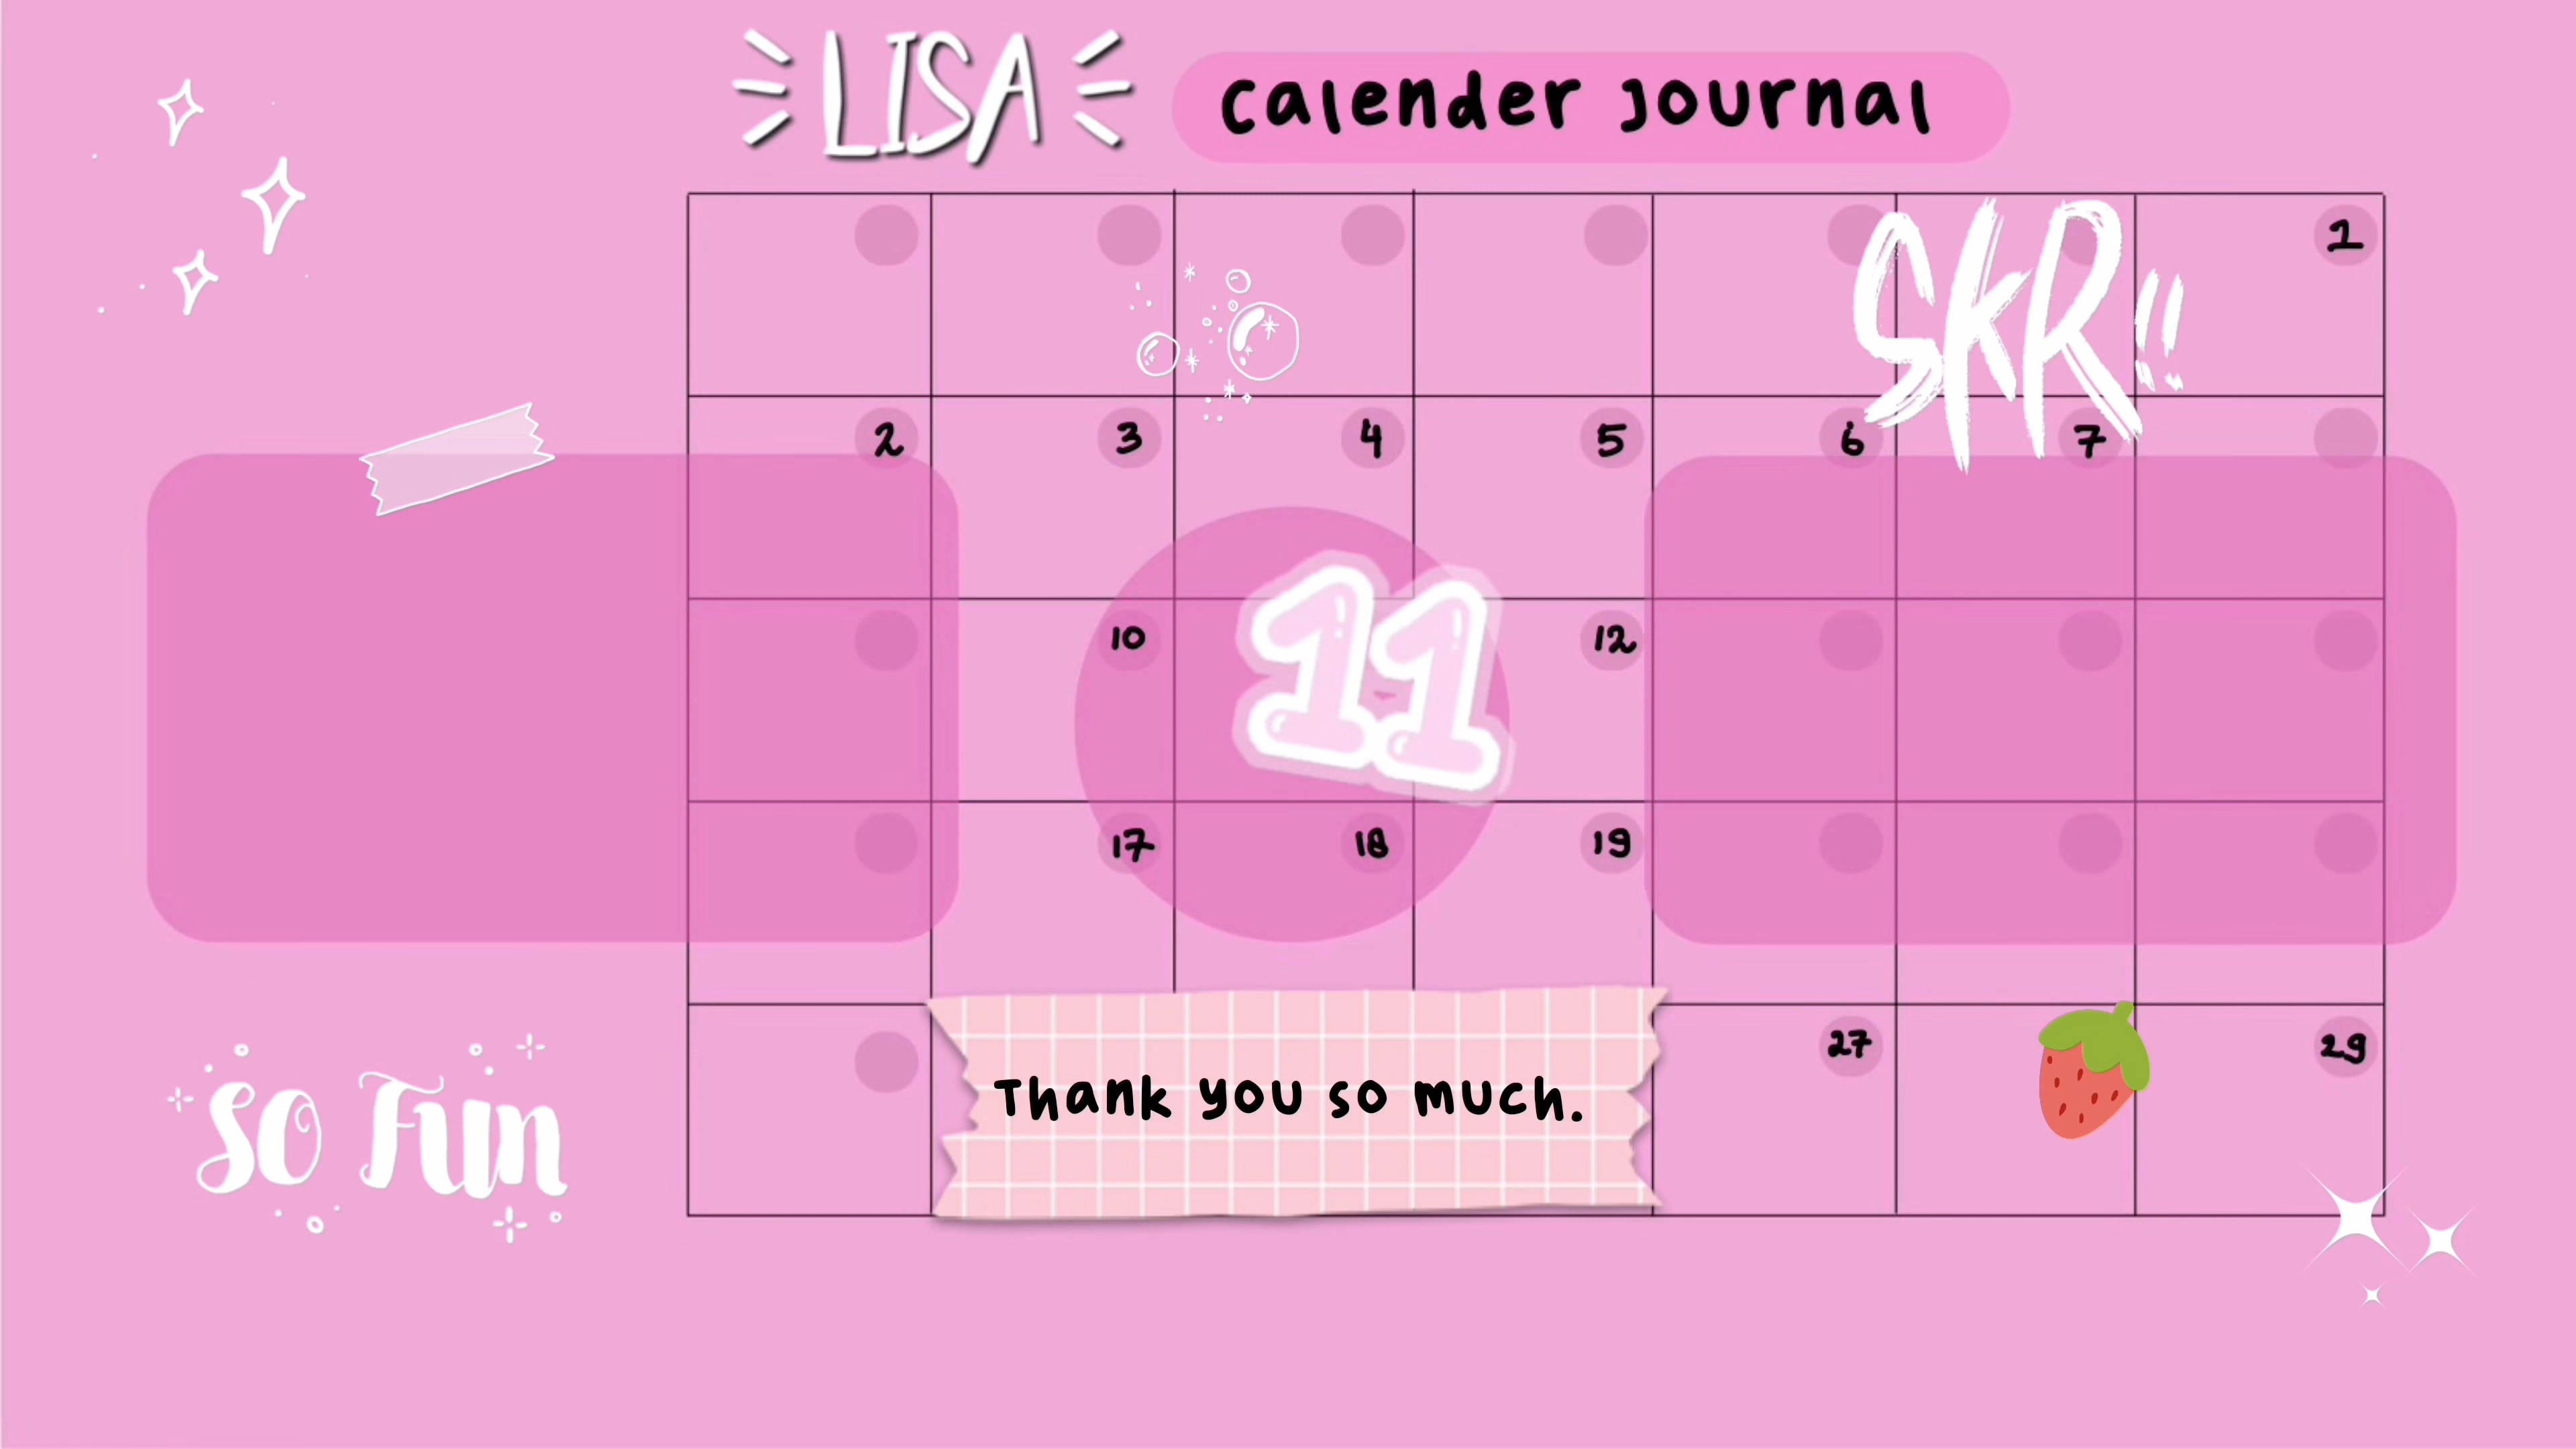 LISA
calender Journal
SKR!!
1
2 3 4 5 6 7
10 11 12
17 18 19
Thank you so much.
27 29
SO FUN